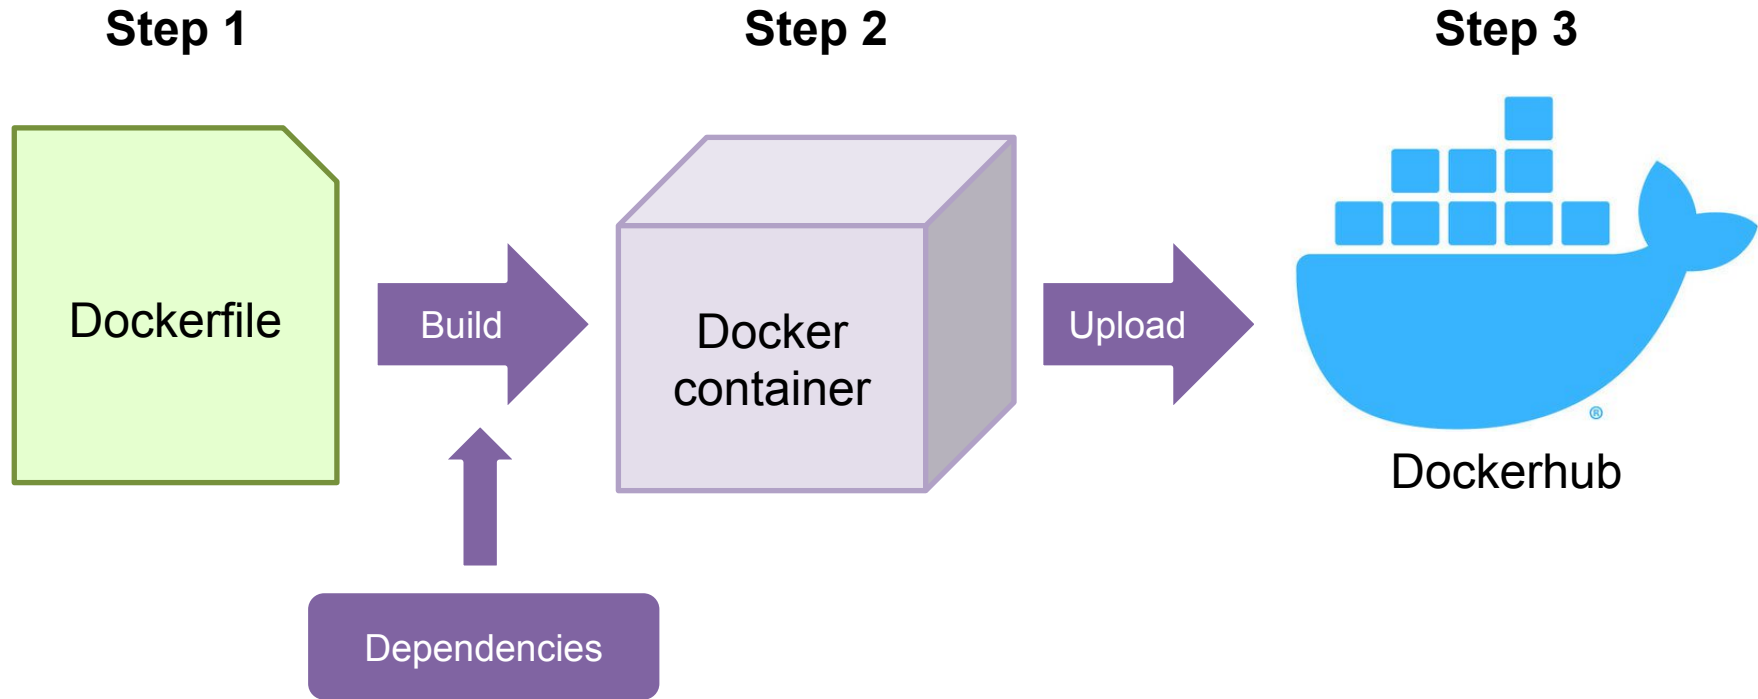 Step 1
Step 2
Step 3
Dockerfile
Build
Docker
container
Upload
®
Dockerhub
Dependencies